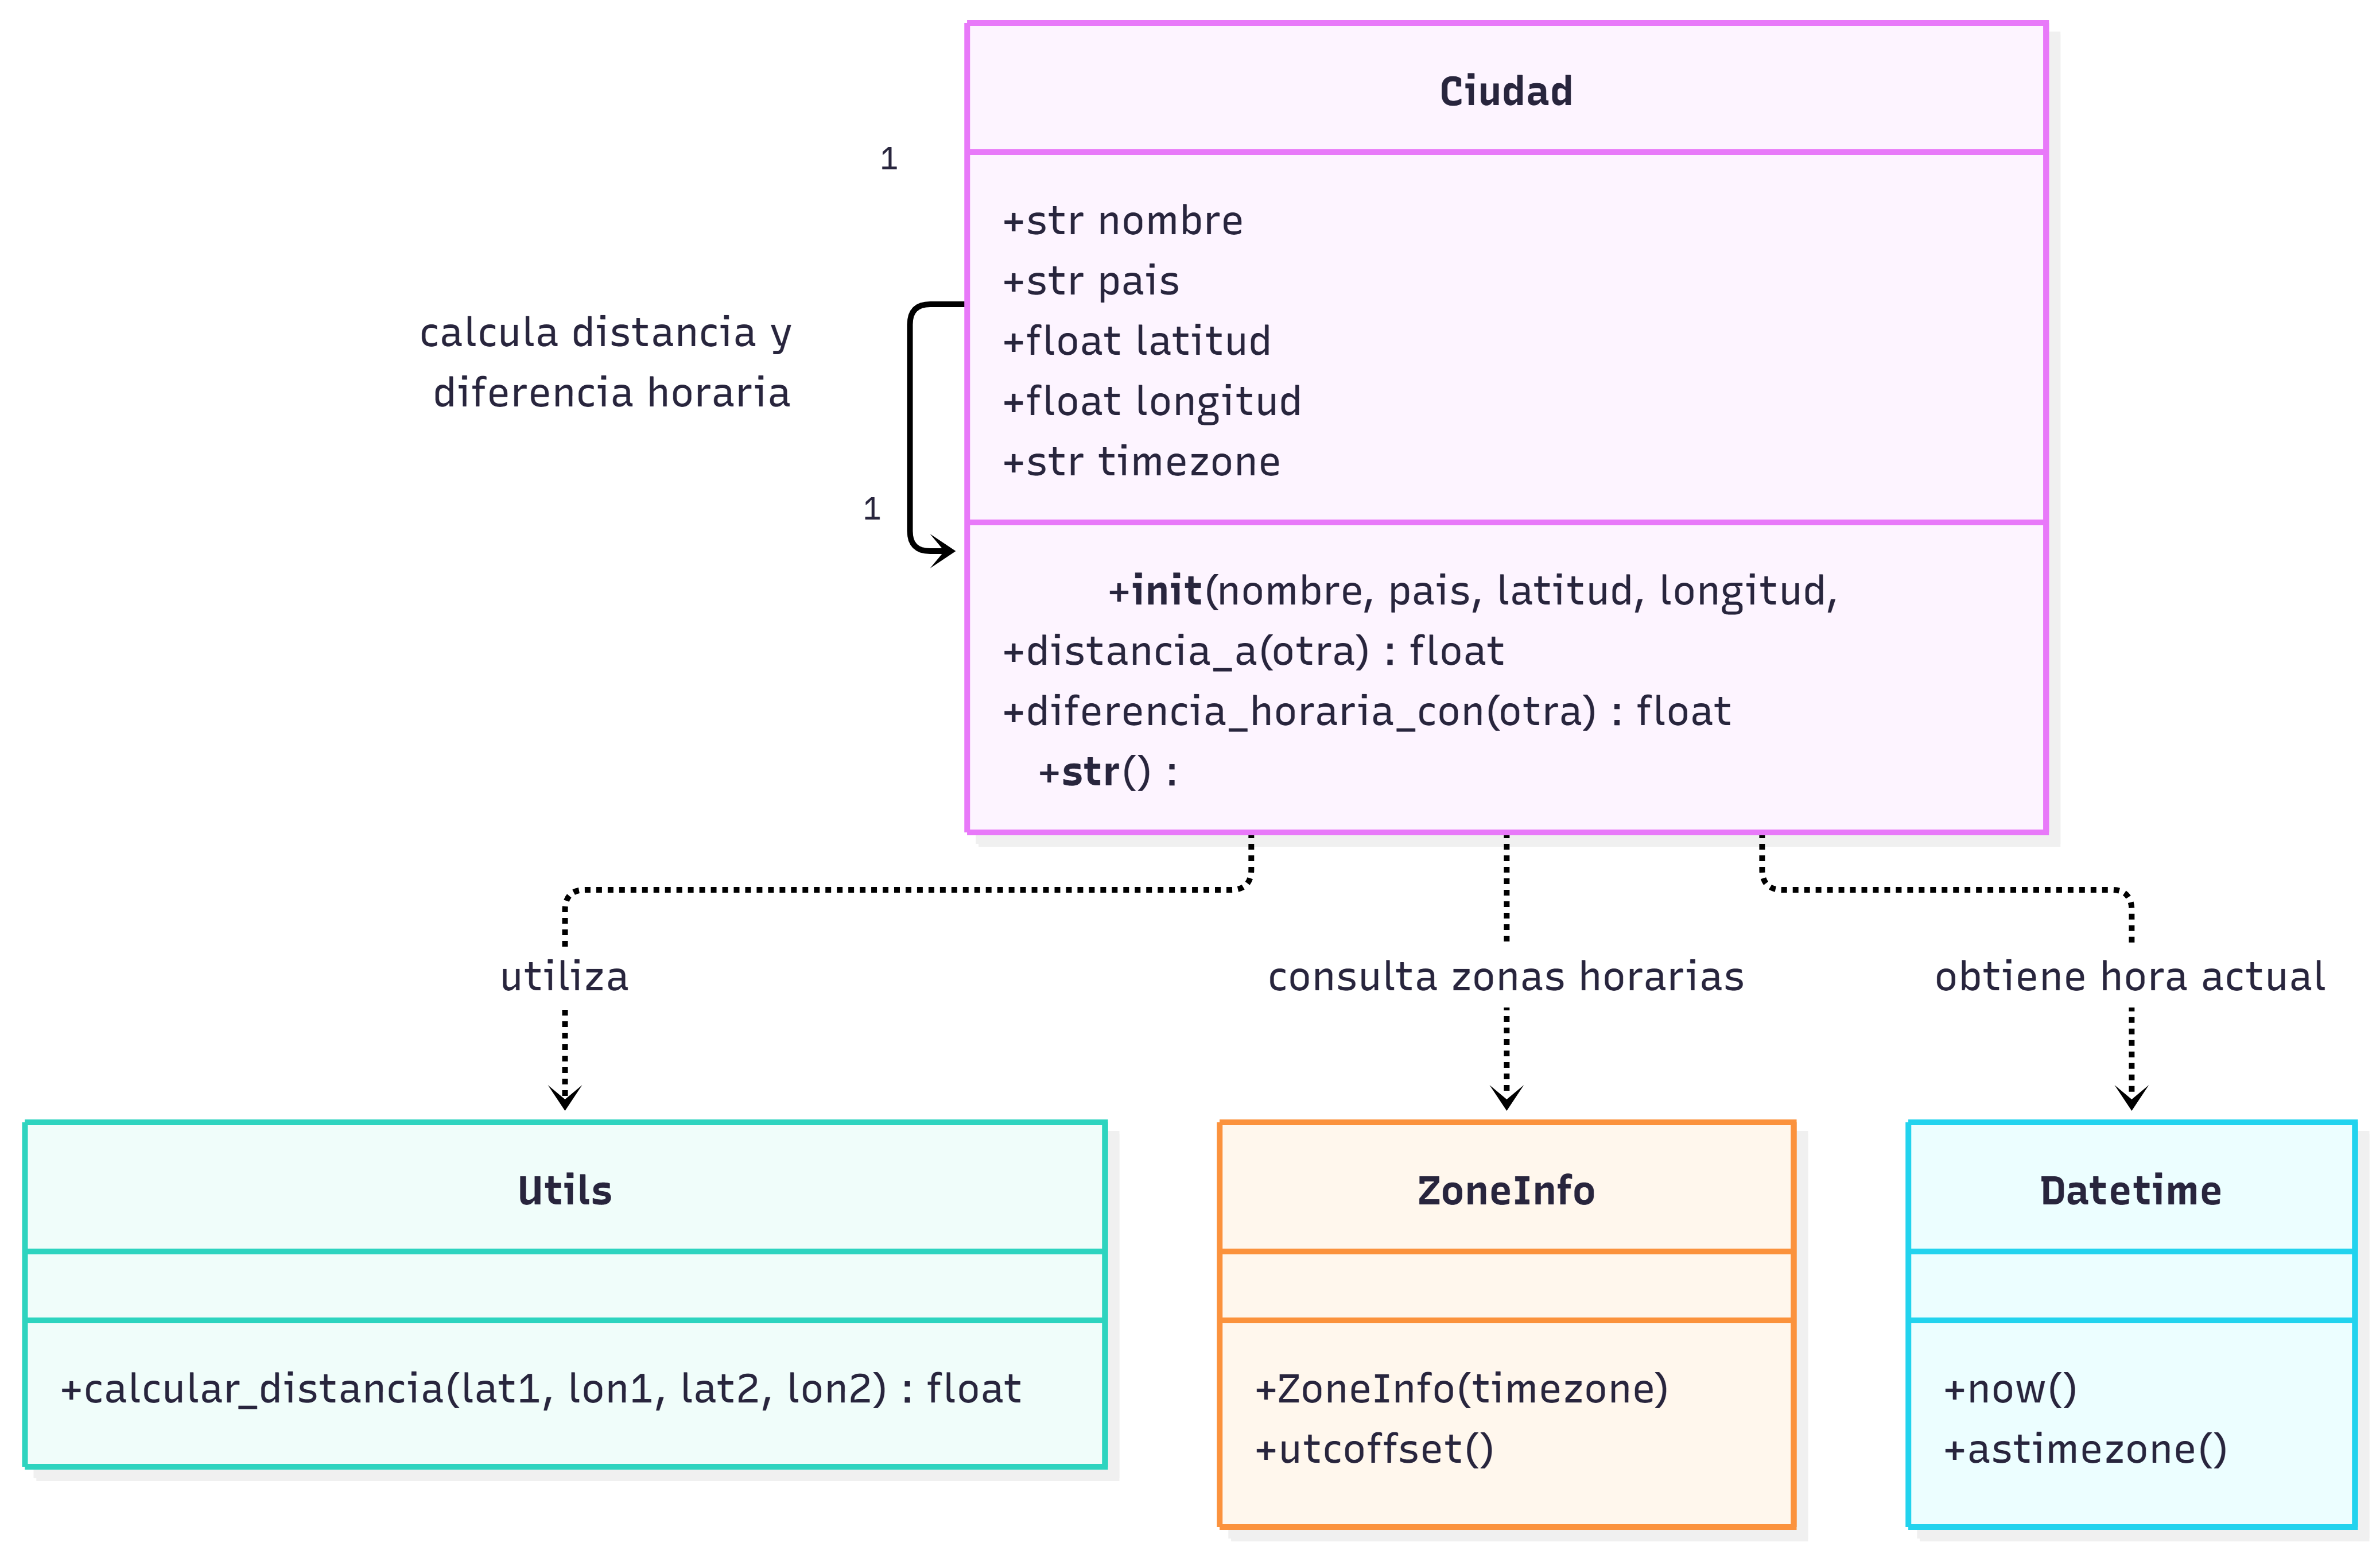 Ciudad
1
+str nombre
+str pais
+float latitud
+float longitud
+str timezone
calcula distancia y
diferencia horaria
1
+init(nombre, pais, latitud, longitud,
+distancia_a(otra) : float
+diferencia_horaria_con(otra) : float
+str() :
utiliza
consulta zonas horarias
obtiene hora actual
Utils
+calcular_distancia(lat1, lon1, lat2, lon2) : float
ZoneInfo
+ZoneInfo(timezone)
+utcoffset()
Datetime
+now()
+astimezone()